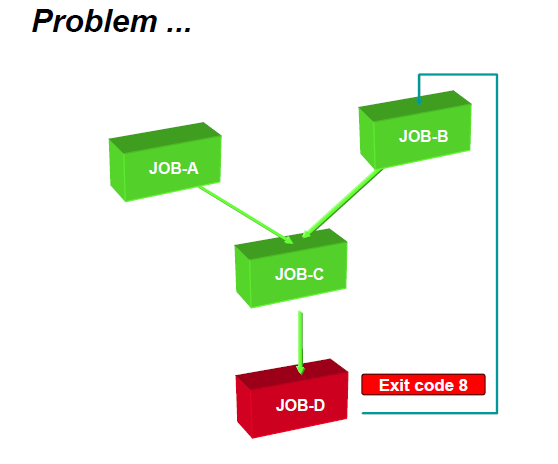 Problem ...
JOB-A
JOB-B
JOB-C
JOB-D
Exit code 8